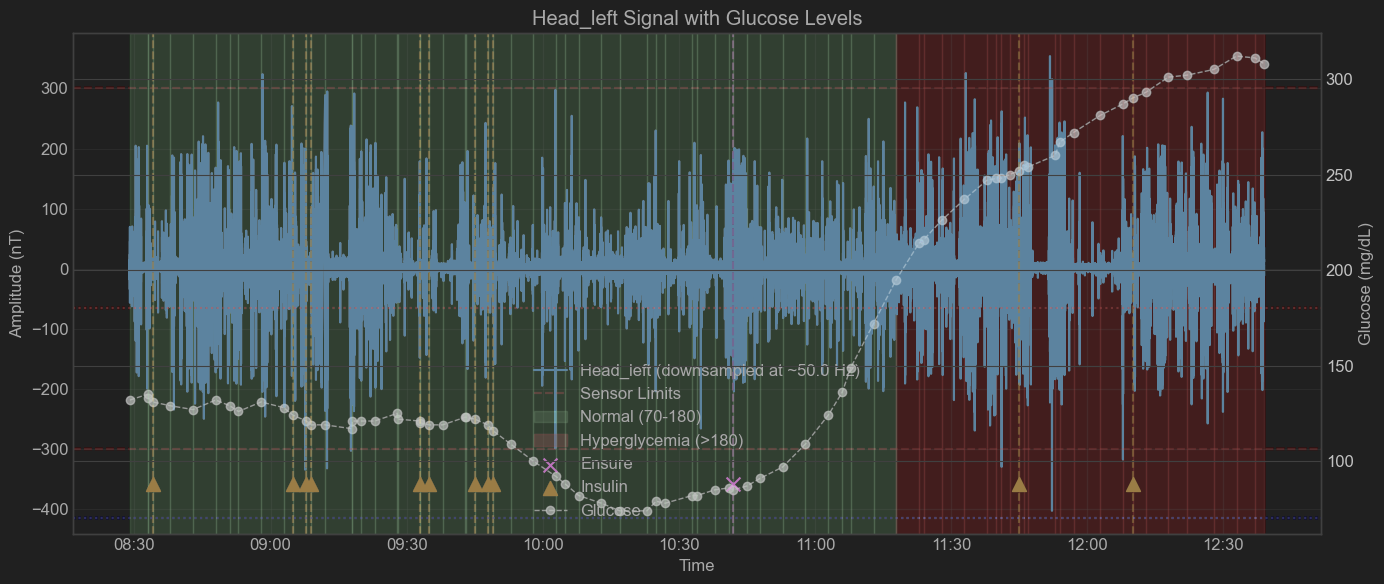 Head_left Signal with Glucose Levels
Amplitude (nT)
300
200
100
0
−100
−200
−300
−400
300
250
200
150
100
Glucose (mg/dL)
Head_left (downsampled at ~50.0 Hz)
Sensor Limits
Normal (70-180)
Hyperglycemia (>180)
Ensure
Insulin
Glucose
08:30 09:00 09:30 10:00 10:30 11:00 11:30 12:00 12:30
Time